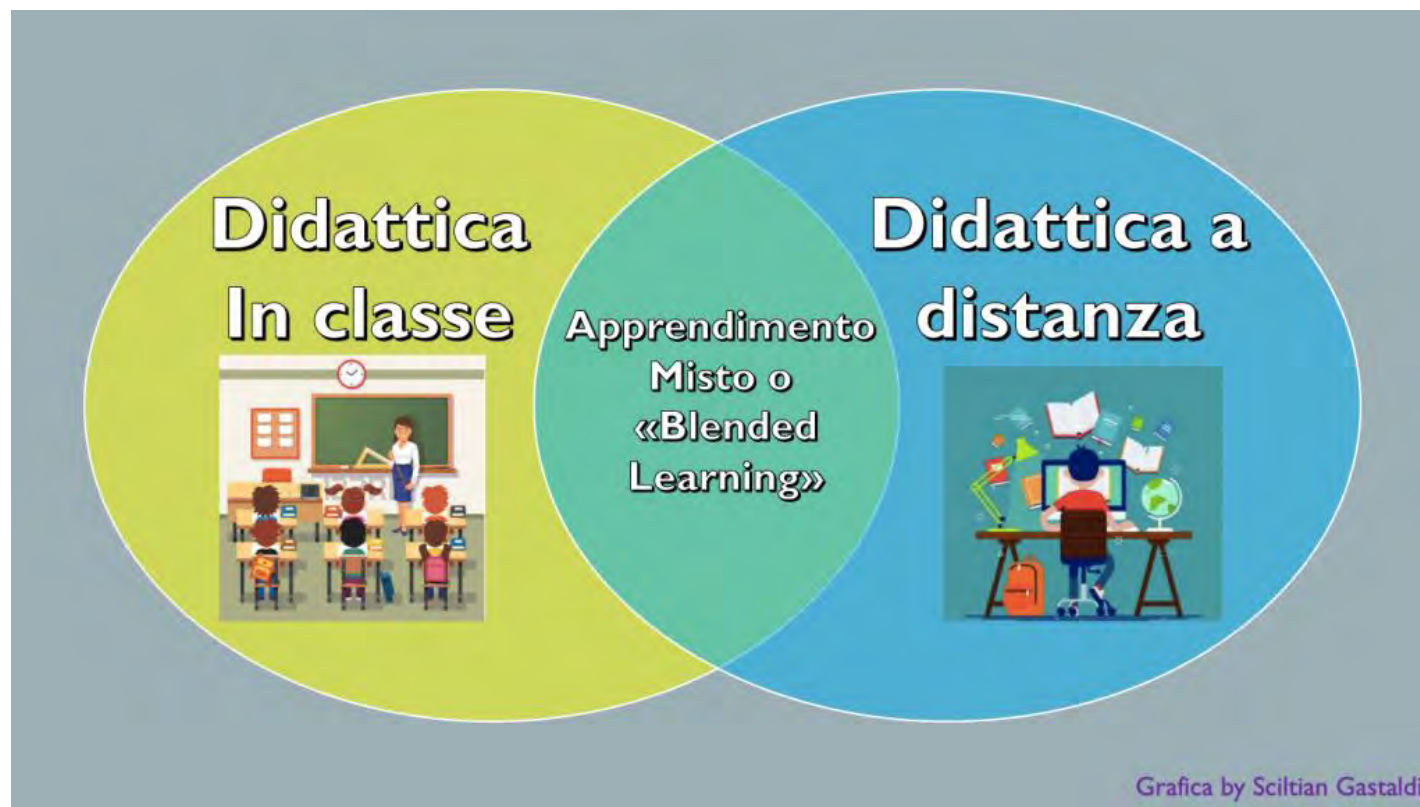 Didattica
In classe
Apprendimento
Misto o
«Blended
Learning»
Didattica a
distanza
Grafica by Sciltian Gastaldi